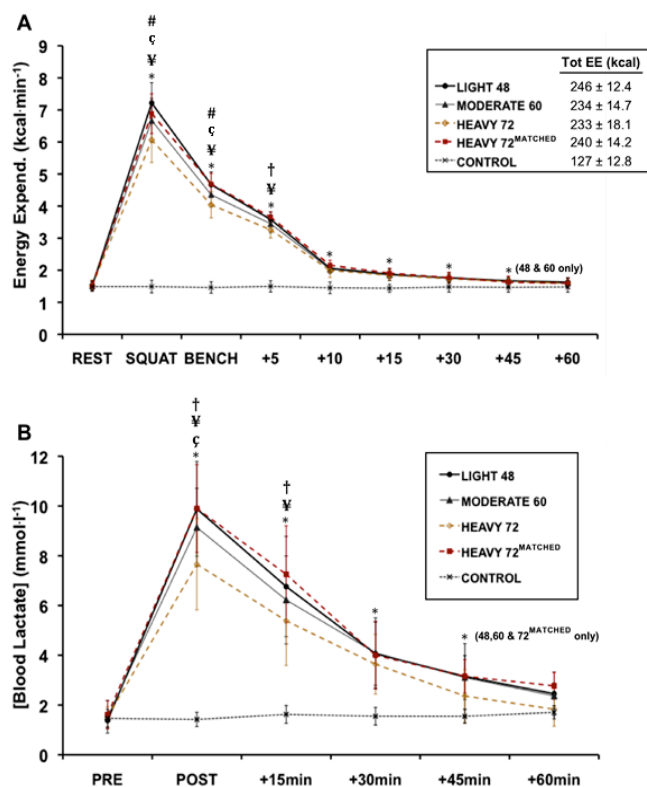 A
Energy Expend. (kcal·min⁻¹)
9
8
7
6
5
4
3
2
1
0
#
ç
¥
*
#
ç
¥
*
†
¥
*
*
*
*
* (48 & 60 only)
Tot EE (kcal)
LIGHT 48 246 ± 12.4
MODERATE 60 234 ± 14.7
HEAVY 72 233 ± 18.1
HEAVY 72MATCHED 240 ± 14.2
CONTROL 127 ± 12.8
REST SQUAT BENCH +5 +10 +15 +30 +45 +60
B
[Blood Lactate] (mmol·l⁻¹)
12
10
8
6
4
2
0
†
¥
ç
*
†
¥
*
*
* (48,60 & 72MATCHED only)
LIGHT 48
MODERATE 60
HEAVY 72
HEAVY 72MATCHED
CONTROL
PRE POST +15min +30min +45min +60min